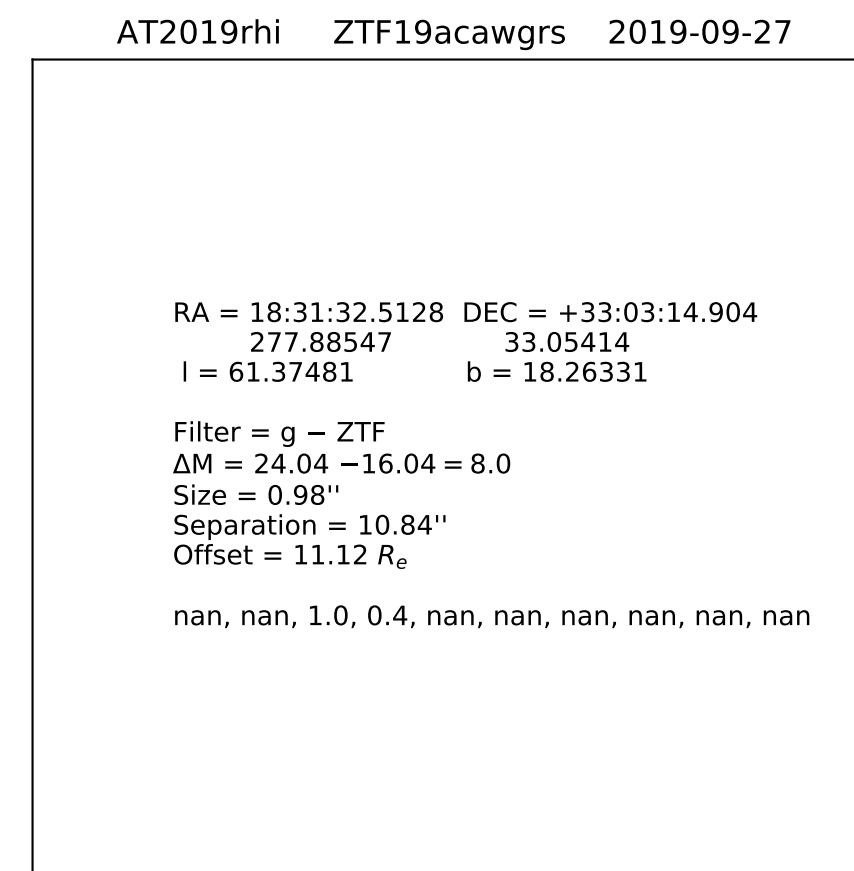 AT2019rhi ZTF19acawgrs 2019-09-27
RA = 18:31:32.5128 DEC = +33:03:14.904
277.88547 33.05414
l = 61.37481 b = 18.26331
Filter = g − ZTF
ΔM = 24.04 −16.04 = 8.0
Size = 0.98''
Separation = 10.84''
Offset = 11.12 Rₑ
nan, nan, 1.0, 0.4, nan, nan, nan, nan, nan, nan